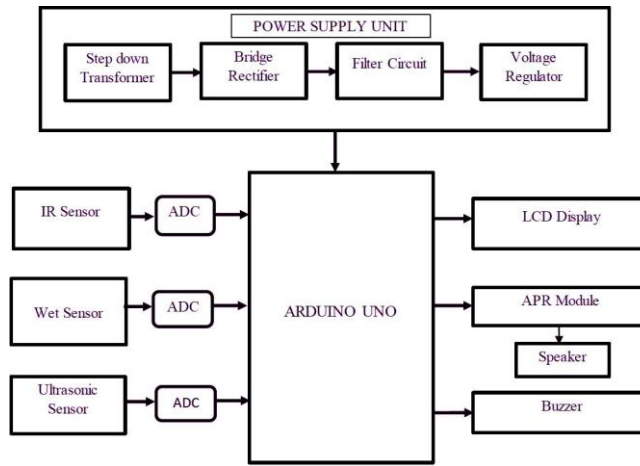 POWER SUPPLY UNIT
Step down
Transformer
Bridge
Rectifier
Filter Circuit
Voltage
Regulator
IR Sensor
ADC
Wet Sensor
ADC
Ultrasonic
Sensor
ADC
ARDUINO UNO
LCD Display
APR Module
Speaker
Buzzer